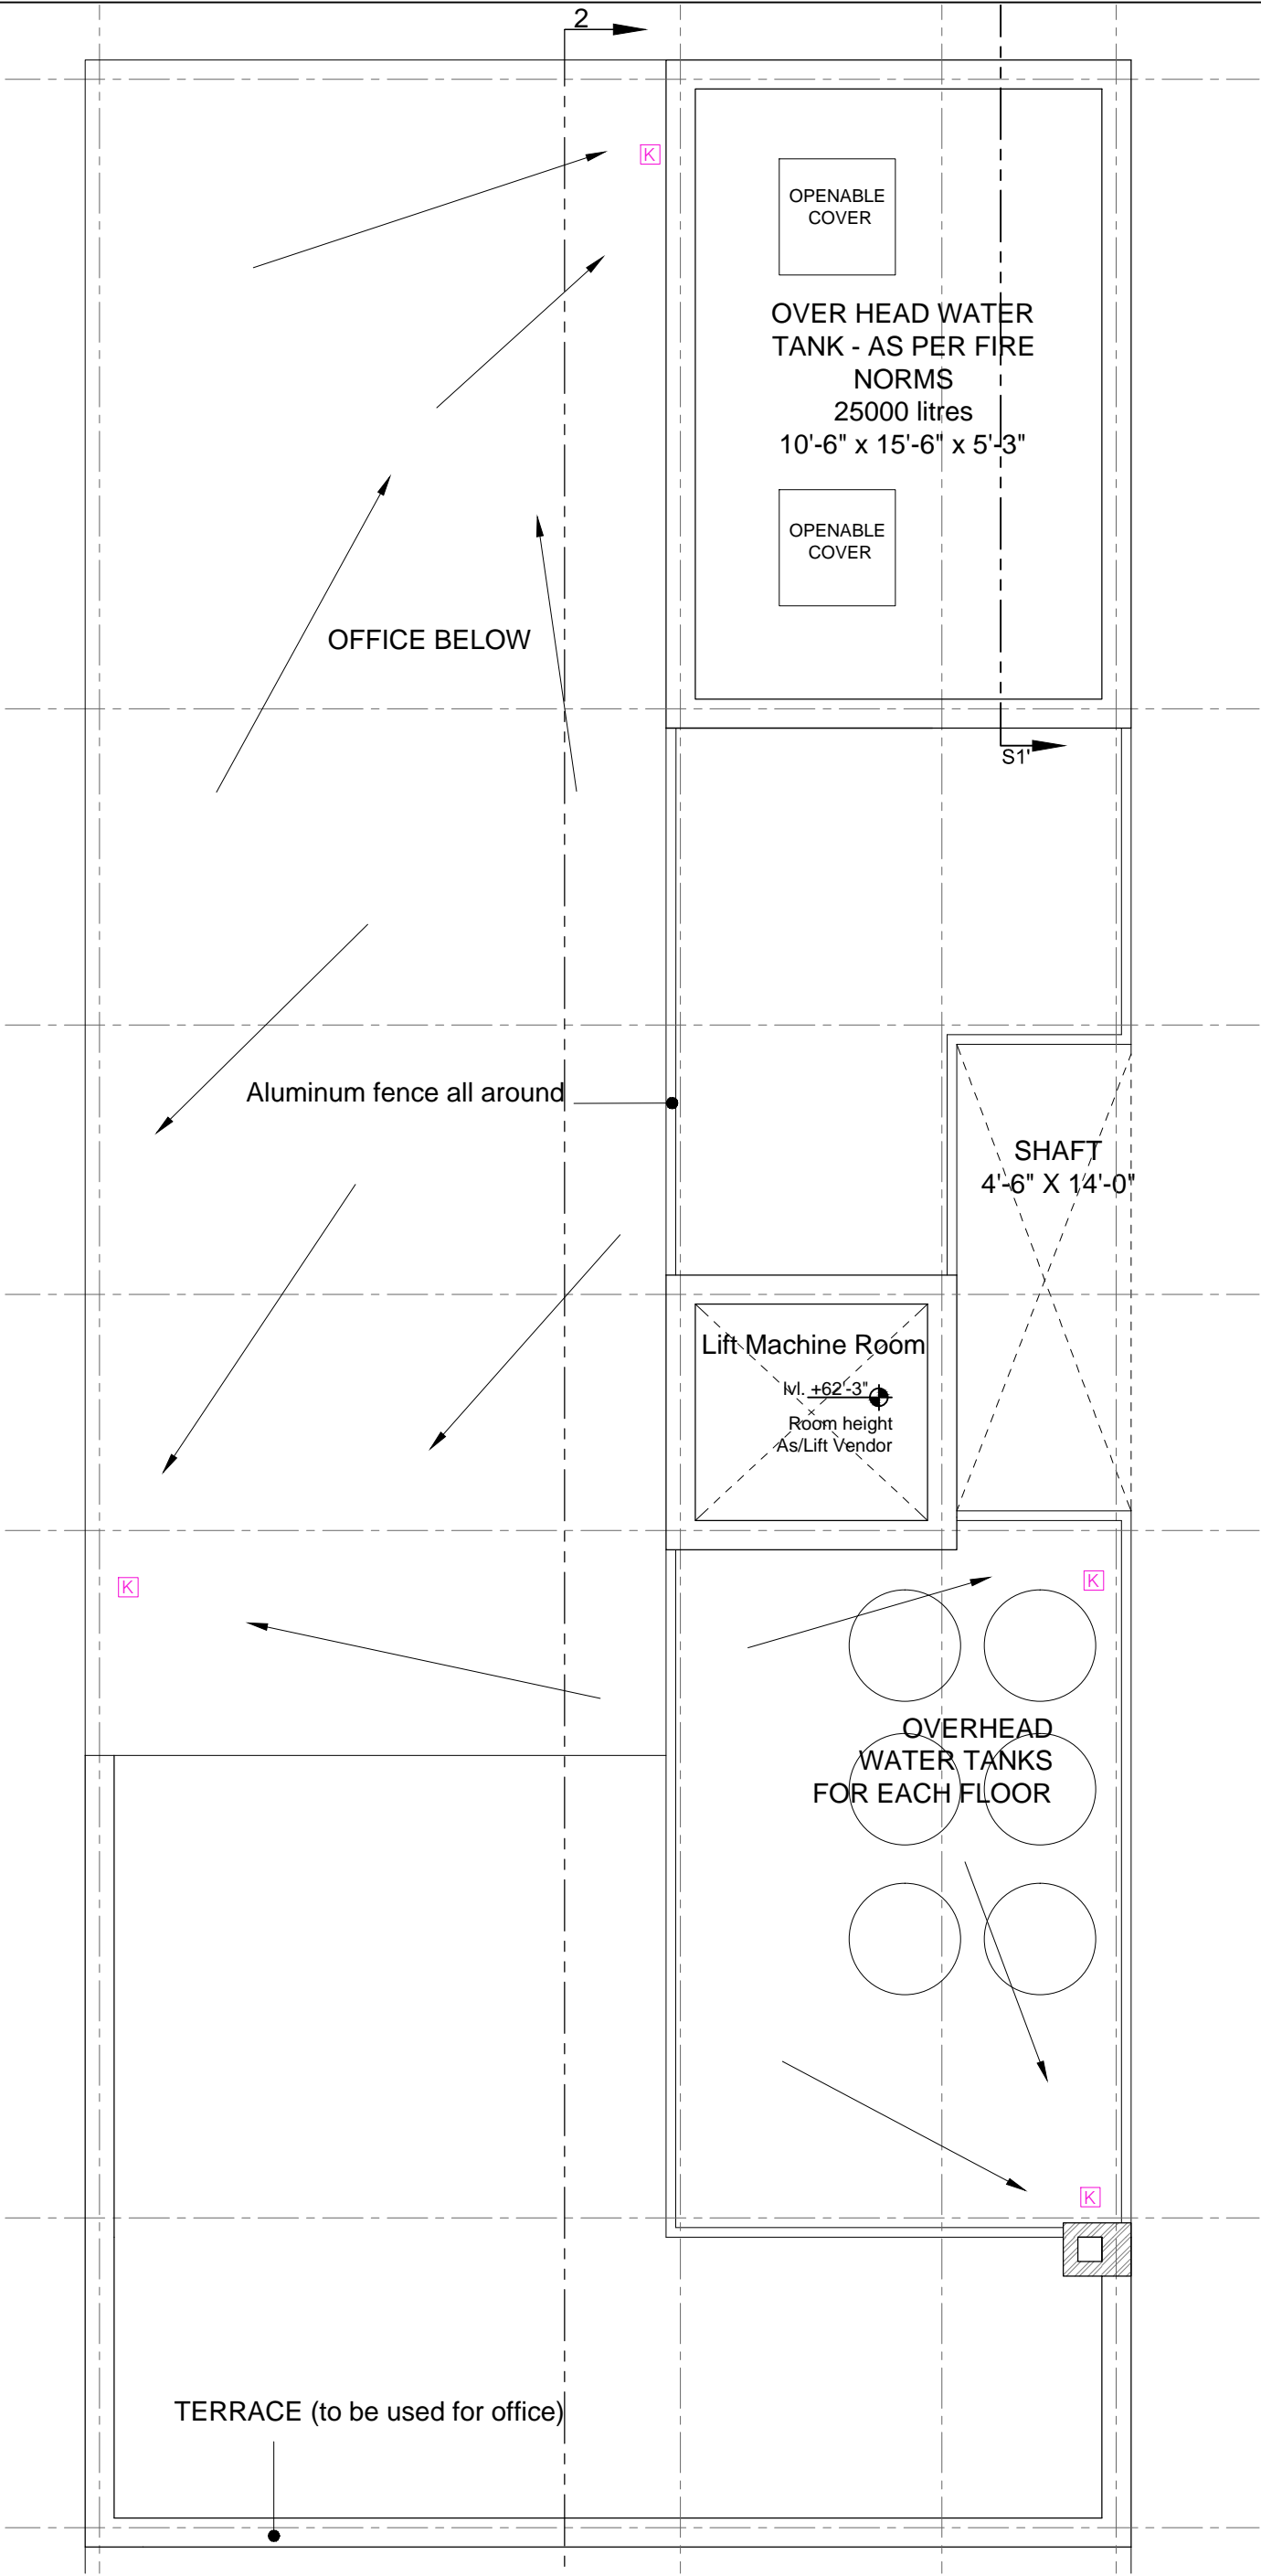 2
K
OPENABLE
COVER
OVER HEAD WATER
TANK - AS PER FIRE
NORMS
25000 litres
10'-6" x 15'-6" x 5'-3"
OPENABLE
COVER
OFFICE BELOW
S1'
Aluminum fence all around
SHAFT
4'-6" X 14'-0"
Lift Machine Room
lvl. +62'-3"
Room height
As/Lift Vendor
K
K
OVERHEAD
WATER TANKS
FOR EACH FLOOR
K
TERRACE (to be used for office)